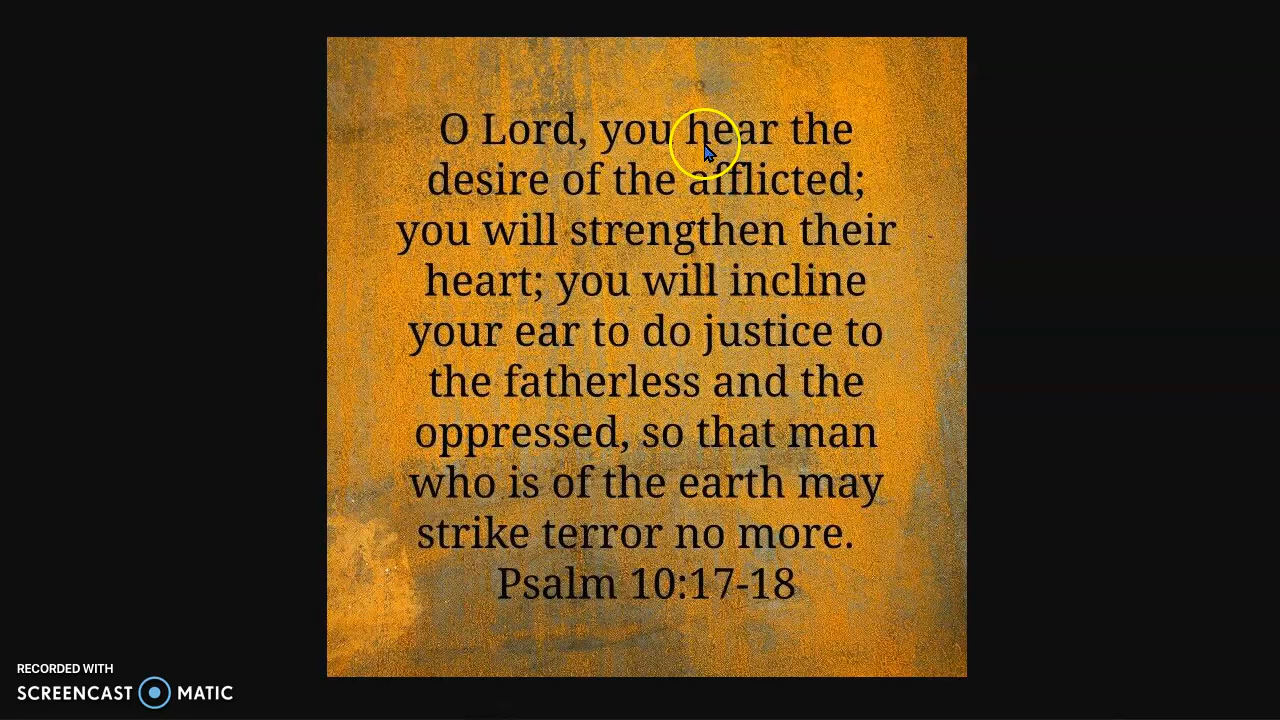 O Lord, you hear the
desire of the afflicted;
you will strengthen their
heart; you will incline
your ear to do justice to
the fatherless and the
oppressed, so that man
who is of the earth may
strike terror no more.
Psalm 10:17-18
RECORDED WITH
SCREENCAST MATIC